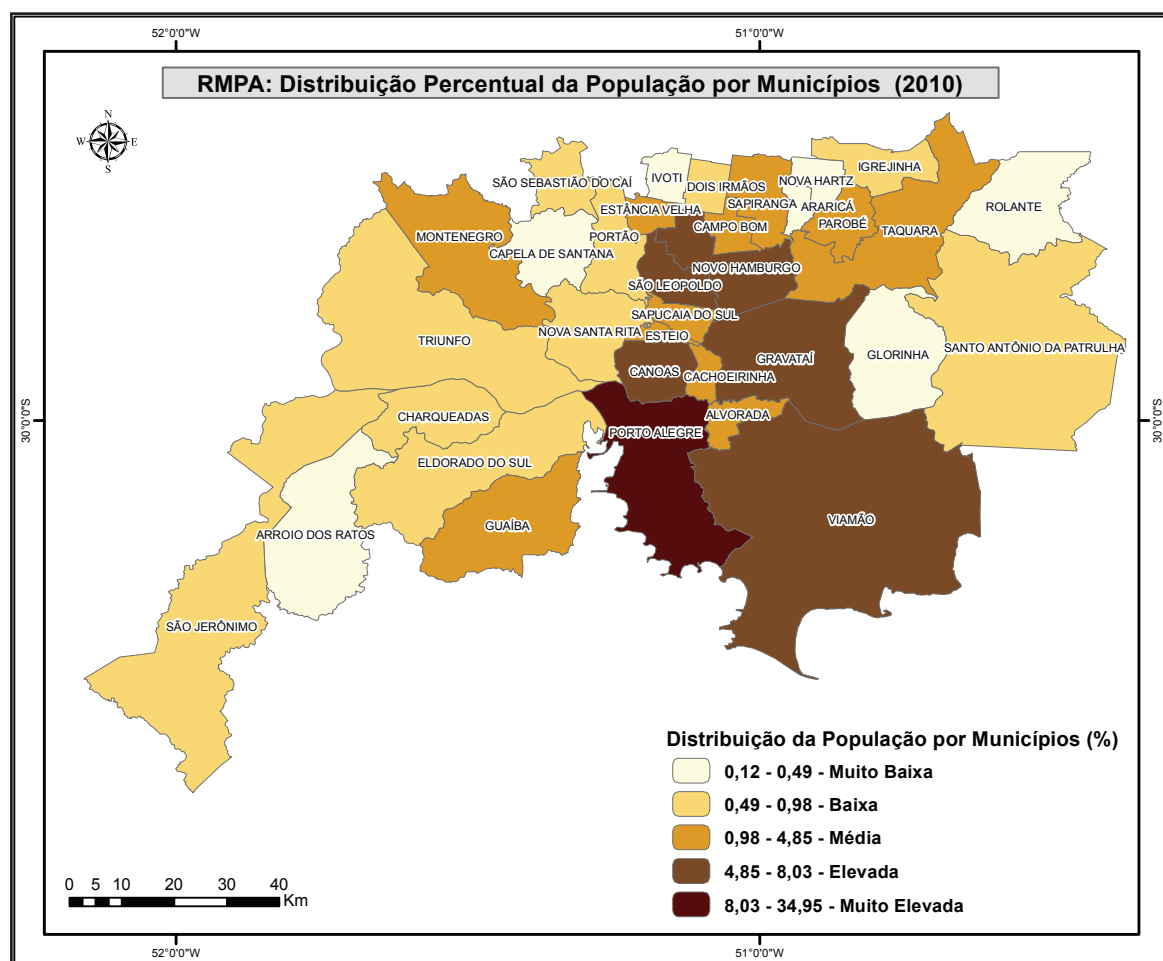 52°0'0"W
51°0'0"W
RMPA: Distribuição Percentual da População por Municípios (2010)
N
W E
S
SÃO SEBASTIÃO DO CAÍ
IVOTI
DOIS IRMÃOS
NOVA HARTZ
IGREJINHA
SAPIRANGA
ARARICÁ
ROLANTE
ESTÂNCIA VELHA
CAMPO BOM
PAROBÉ
TAQUARA
MONTENEGRO
PORTÃO
CAPELA DE SANTANA
NOVO HAMBURGO
SÃO LEOPOLDO
SAPUCAIA DO SUL
NOVA SANTA RITA
ESTEIO
TRIUNFO
GRAVATAÍ
GLORINHA
SANTO ANTÔNIO DA PATRULHA
CANOAS
CACHOEIRINHA
CHARQUEADAS
ALVORADA
30°0'0"S
30°0'0"S
PORTO ALEGRE
ELDORADO DO SUL
GUAÍBA
VIAMÃO
ARROIO DOS RATOS
SÃO JERÔNIMO
Distribuição da População por Municípios (%)
0,12 - 0,49 - Muito Baixa
0,49 - 0,98 - Baixa
0,98 - 4,85 - Média
4,85 - 8,03 - Elevada
8,03 - 34,95 - Muito Elevada
0 5 10 20 30 40
Km
52°0'0"W
51°0'0"W